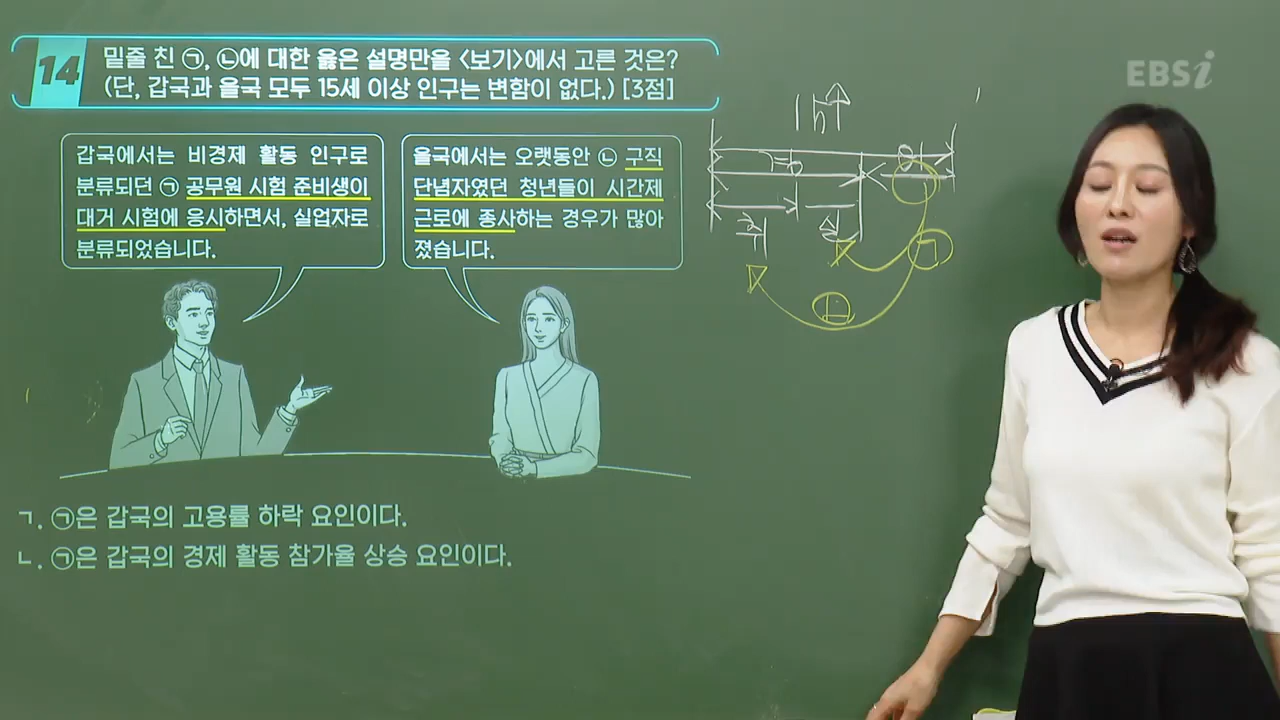 14
밑줄 친 ㉠, ㉡에 대한 옳은 설명만을 <보기>에서 고른 것은?
(단, 갑국과 을국 모두 15세 이상 인구는 변함이 없다.) [3점]
EBSi
갑국에서는 비경제 활동 인구로
분류되던 ㉠ 공무원 시험 준비생이
대거 시험에 응시하면서, 실업자로
분류되었습니다.
을국에서는 오랫동안 ㉡ 구직
단념자였던 청년들이 시간제
근로에 종사하는 경우가 많아
졌습니다.
㉠
㉡
ㄱ. ㉠은 갑국의 고용률 하락 요인이다.
ㄴ. ㉠은 갑국의 경제 활동 참가율 상승 요인이다.